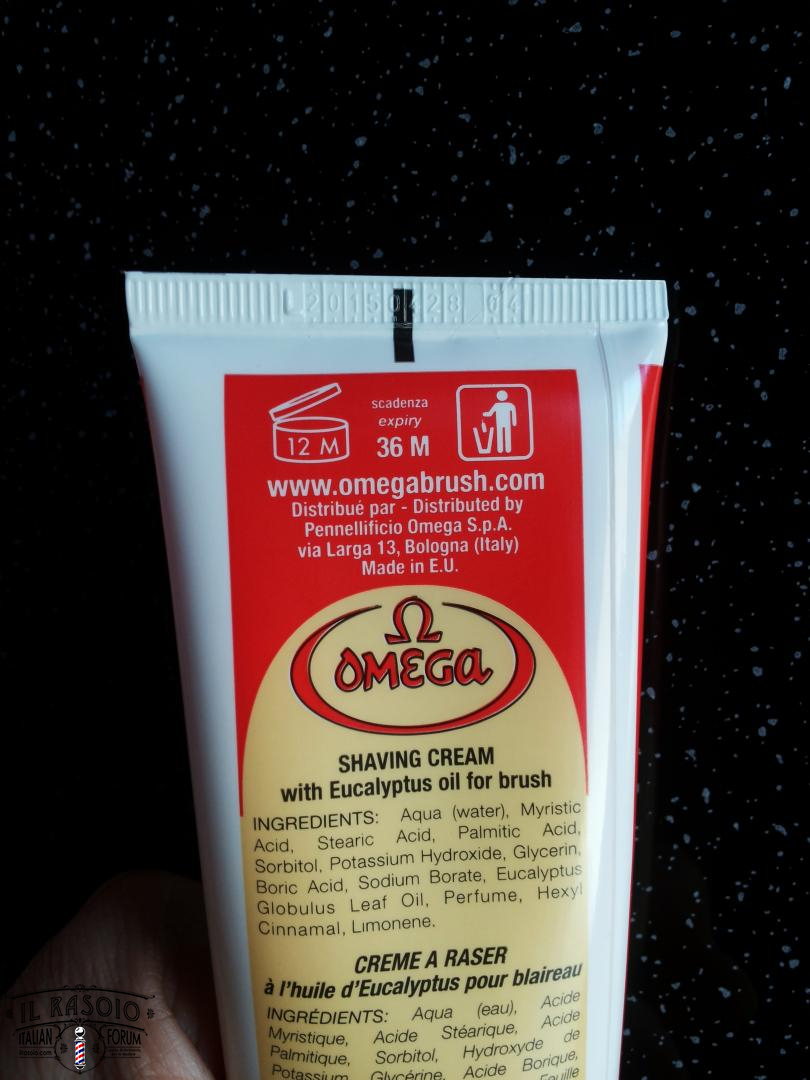 20150428 04
scadenza
expiry
12 M
36 M
www.omegabrush.com
Distribué par - Distributed by
Pennellificio Omega S.p.A.
via Larga 13, Bologna (Italy)
Made in E.U.
Ω
OMEGA
SHAVING CREAM
with Eucalyptus oil for brush
INGREDIENTS: Aqua (water), Myristic
Acid, Stearic Acid, Palmitic Acid,
Sorbitol, Potassium Hydroxide, Glycerin,
Boric Acid, Sodium Borate, Eucalyptus
Globulus Leaf Oil, Perfume, Hexyl
Cinnamal, Limonene.
CREME A RASER
à l'huile d'Eucalyptus pour blaireau
INGRÉDIENTS: Aqua (eau), Acide
Myristique, Acide Stéarique, Acide
Palmitique, Sorbitol, Hydroxyde de
Potassium, Glycérine, Acide Borique,
Feuille
IL RASOIO
ITALIAN FORUM